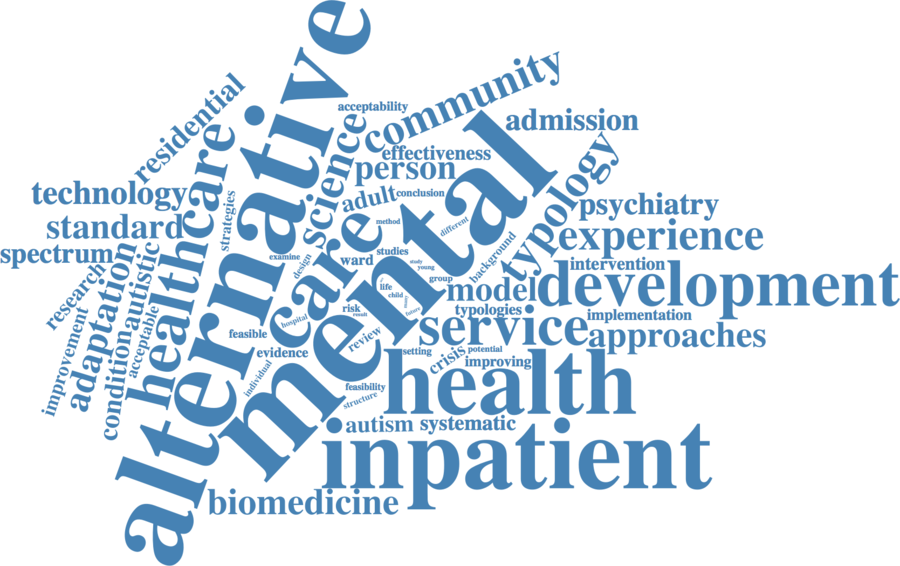 alternative
mental
inpatient
health
development
care
healthcare
service
community
science
typology
experience
person
admission
psychiatry
intervention
model
typologies
implementation
approaches
acceptability
effectiveness
adult
conclusion
method
different
background
residential
technology
standard
spectrum
research
adaptation
improvement
condition
autistic
acceptable
strategies
examine
design
ward
studies
study
young
group
life
child
future
risk
result
hospital
feasible
review
evidence
individual
setting
crisis
potential
improving
feasibility
structure
autism
systematic
biomedicine